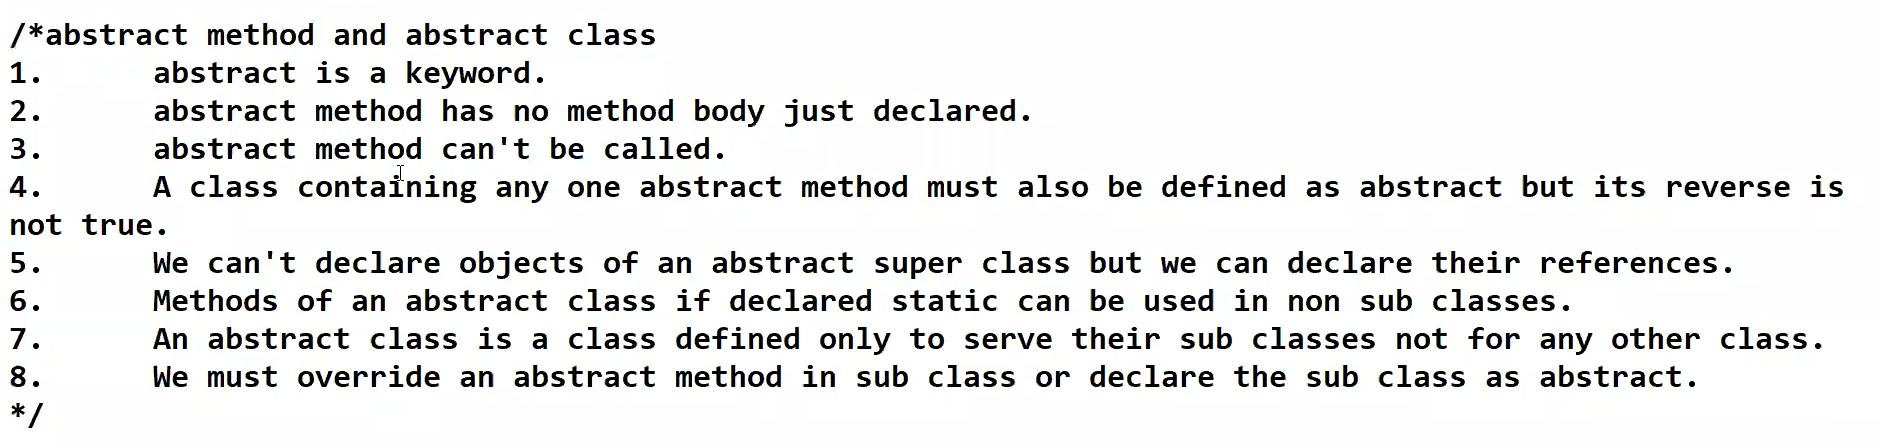 /*abstract method and abstract class
1.	abstract is a keyword.
2.	abstract method has no method body just declared.
3.	abstract method can't be called.
4.	A class containing any one abstract method must also be defined as abstract but its reverse is
not true.
5.	We can't declare objects of an abstract super class but we can declare their references.
6.	Methods of an abstract class if declared static can be used in non sub classes.
7.	An abstract class is a class defined only to serve their sub classes not for any other class.
8.	We must override an abstract method in sub class or declare the sub class as abstract.
*/